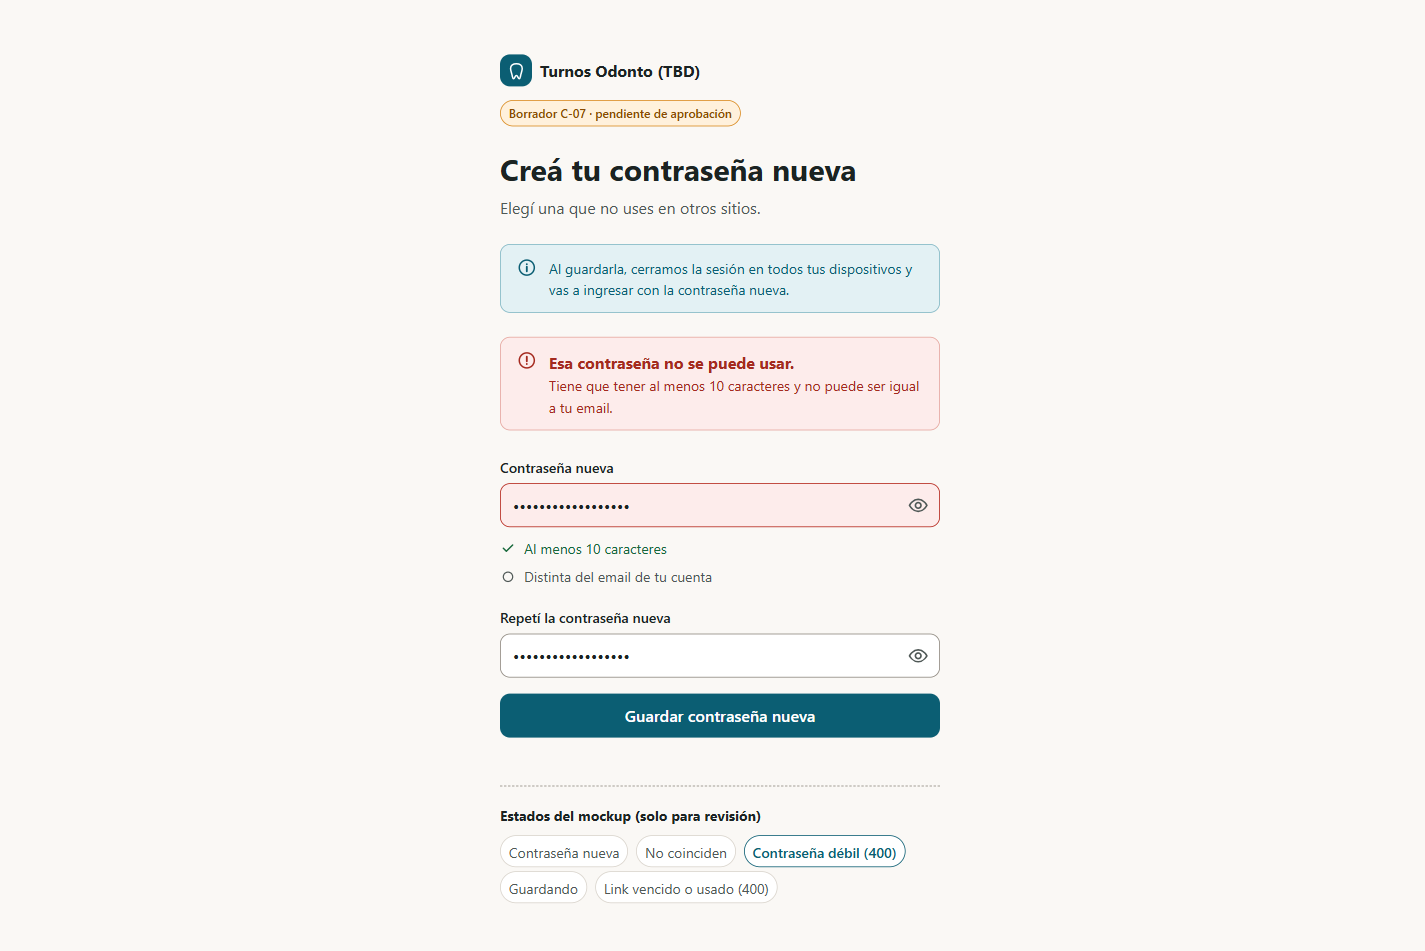 Turnos Odonto (TBD)
Borrador C-07 · pendiente de aprobación
Creá tu contraseña nueva
Elegí una que no uses en otros sitios.
Al guardarla, cerramos la sesión en todos tus dispositivos y
vas a ingresar con la contraseña nueva.
Esa contraseña no se puede usar.
Tiene que tener al menos 10 caracteres y no puede ser igual
a tu email.
Contraseña nueva
••••••••••••••••••
Al menos 10 caracteres
Distinta del email de tu cuenta
Repetí la contraseña nueva
••••••••••••••••••
Guardar contraseña nueva
Estados del mockup (solo para revisión)
Contraseña nueva
No coinciden
Contraseña débil (400)
Guardando
Link vencido o usado (400)